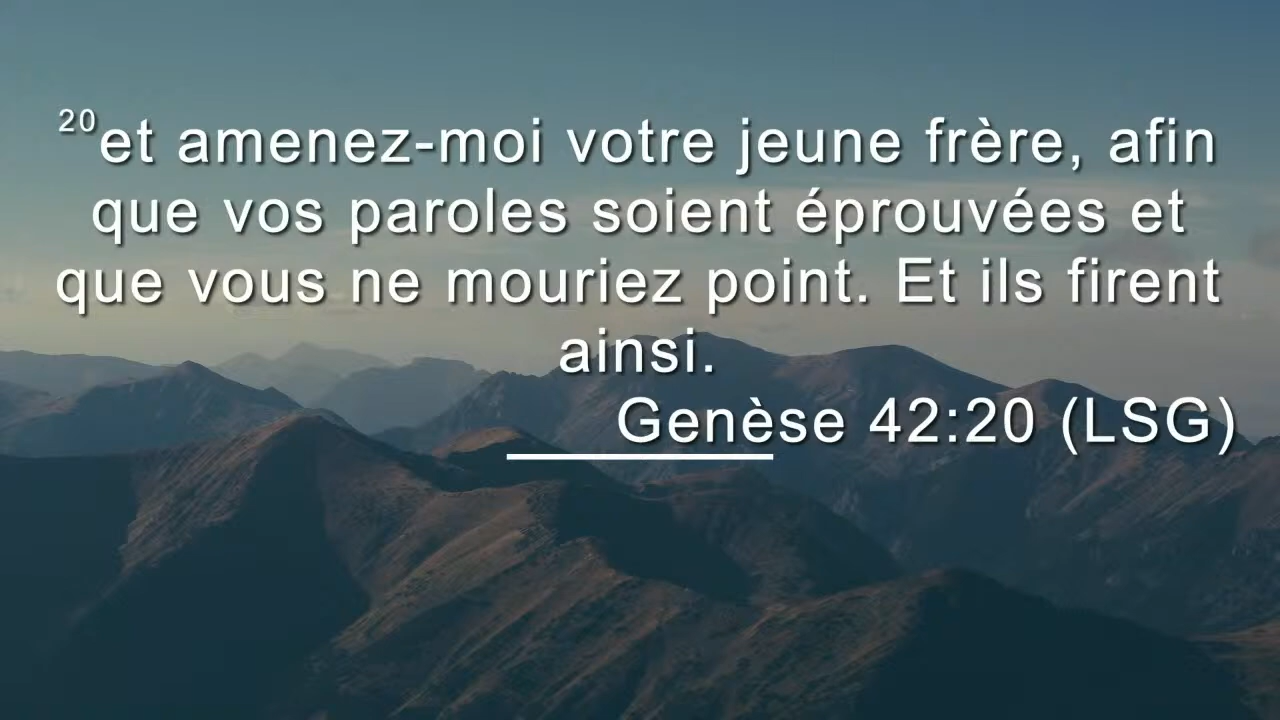 20et amenez-moi votre jeune frère, afin
que vos paroles soient éprouvées et
que vous ne mouriez point. Et ils firent
ainsi.
Genèse 42:20 (LSG)